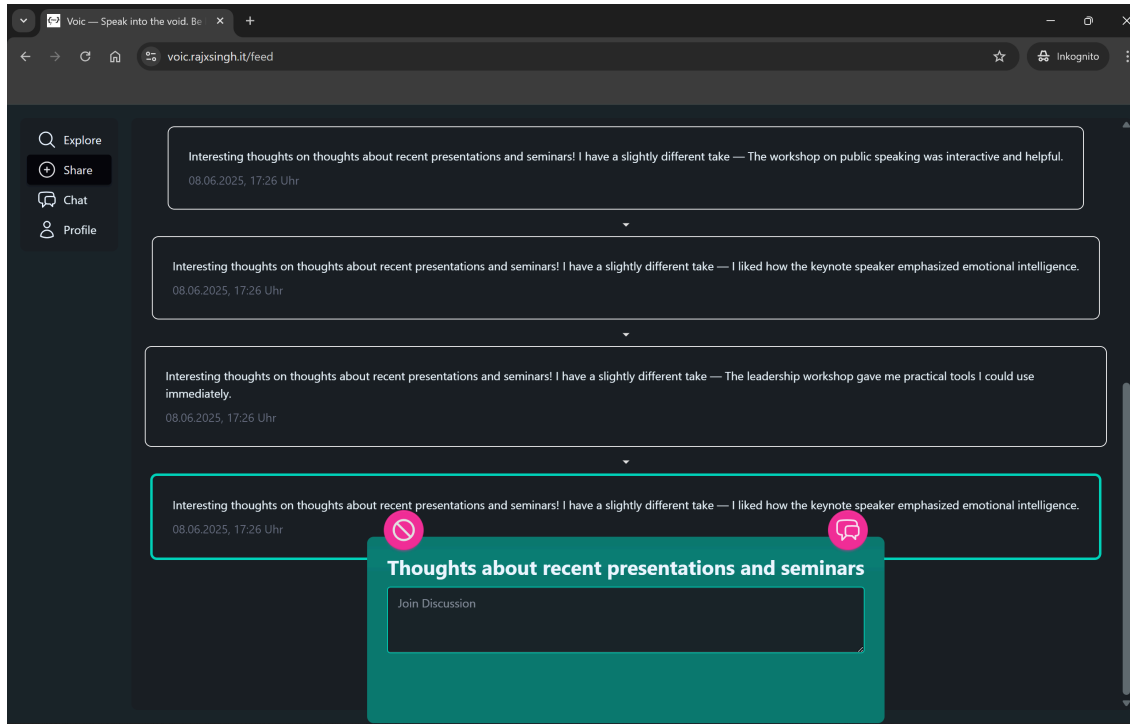 Voic — Speak into the void. Be
voic.rajxsingh.it/feed
Inkognito
Explore
Share
Chat
Profile
Interesting thoughts on thoughts about recent presentations and seminars! I have a slightly different take — The workshop on public speaking was interactive and helpful.
08.06.2025, 17:26 Uhr
Interesting thoughts on thoughts about recent presentations and seminars! I have a slightly different take — I liked how the keynote speaker emphasized emotional intelligence.
08.06.2025, 17:26 Uhr
Interesting thoughts on thoughts about recent presentations and seminars! I have a slightly different take — The leadership workshop gave me practical tools I could use
immediately.
08.06.2025, 17:26 Uhr
Interesting thoughts on thoughts about recent presentations and seminars! I have a slightly different take — I liked how the keynote speaker emphasized emotional intelligence.
08.06.2025, 17:26 Uhr
Thoughts about recent presentations and seminars
Join Discussion